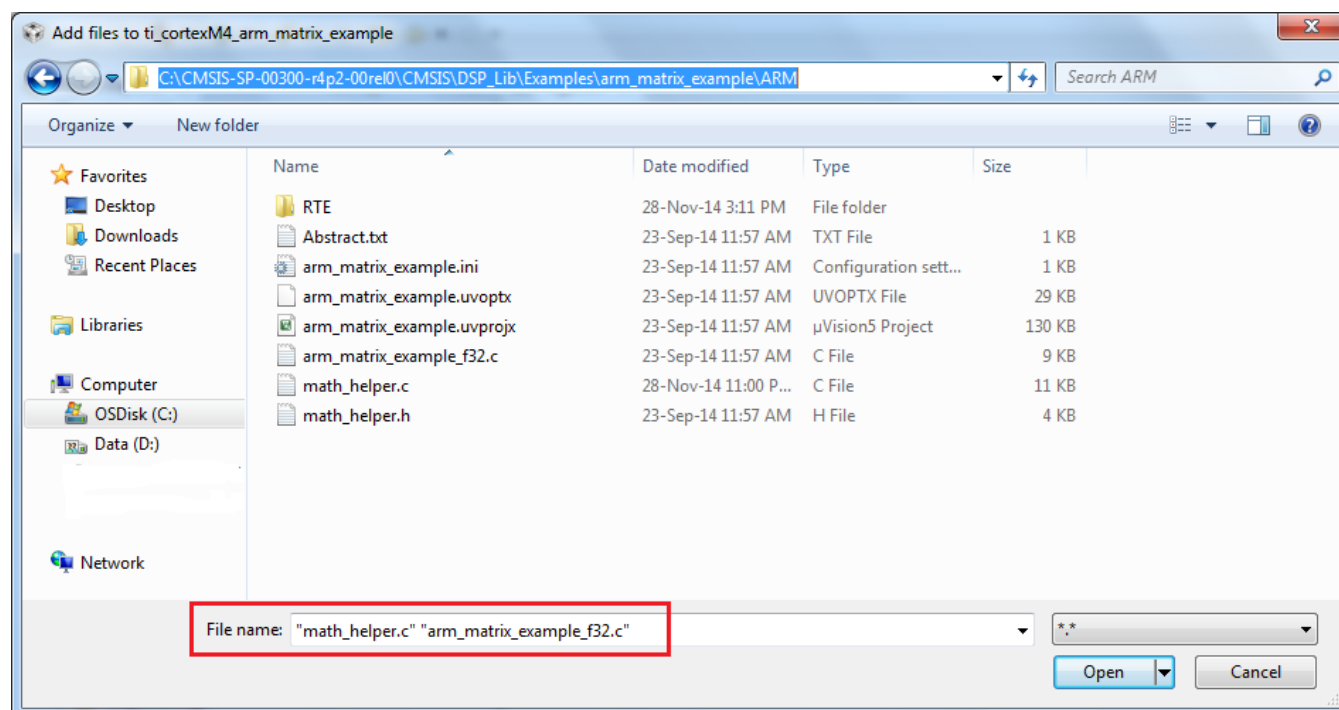 Add files to ti_cortexM4_arm_matrix_example
C:\CMSIS-SP-00300-r4p2-00rel0\CMSIS\DSP_Lib\Examples\arm_matrix_example\ARM
Search ARM
Organize
New folder
Name Date modified Type Size
Favorites
Desktop
Downloads
Recent Places
Libraries
Computer
OSDisk (C:)
Data (D:)
Network
RTE 28-Nov-14 3:11 PM File folder
Abstract.txt 23-Sep-14 11:57 AM TXT File 1 KB
arm_matrix_example.ini 23-Sep-14 11:57 AM Configuration sett... 1 KB
arm_matrix_example.uvoptx 23-Sep-14 11:57 AM UVOPTX File 29 KB
arm_matrix_example.uvprojx 23-Sep-14 11:57 AM µVision5 Project 130 KB
arm_matrix_example_f32.c 23-Sep-14 11:57 AM C File 9 KB
math_helper.c 28-Nov-14 11:00 P... C File 11 KB
math_helper.h 23-Sep-14 11:57 AM H File 4 KB
File name: "math_helper.c" "arm_matrix_example_f32.c"
*.*
Open
Cancel